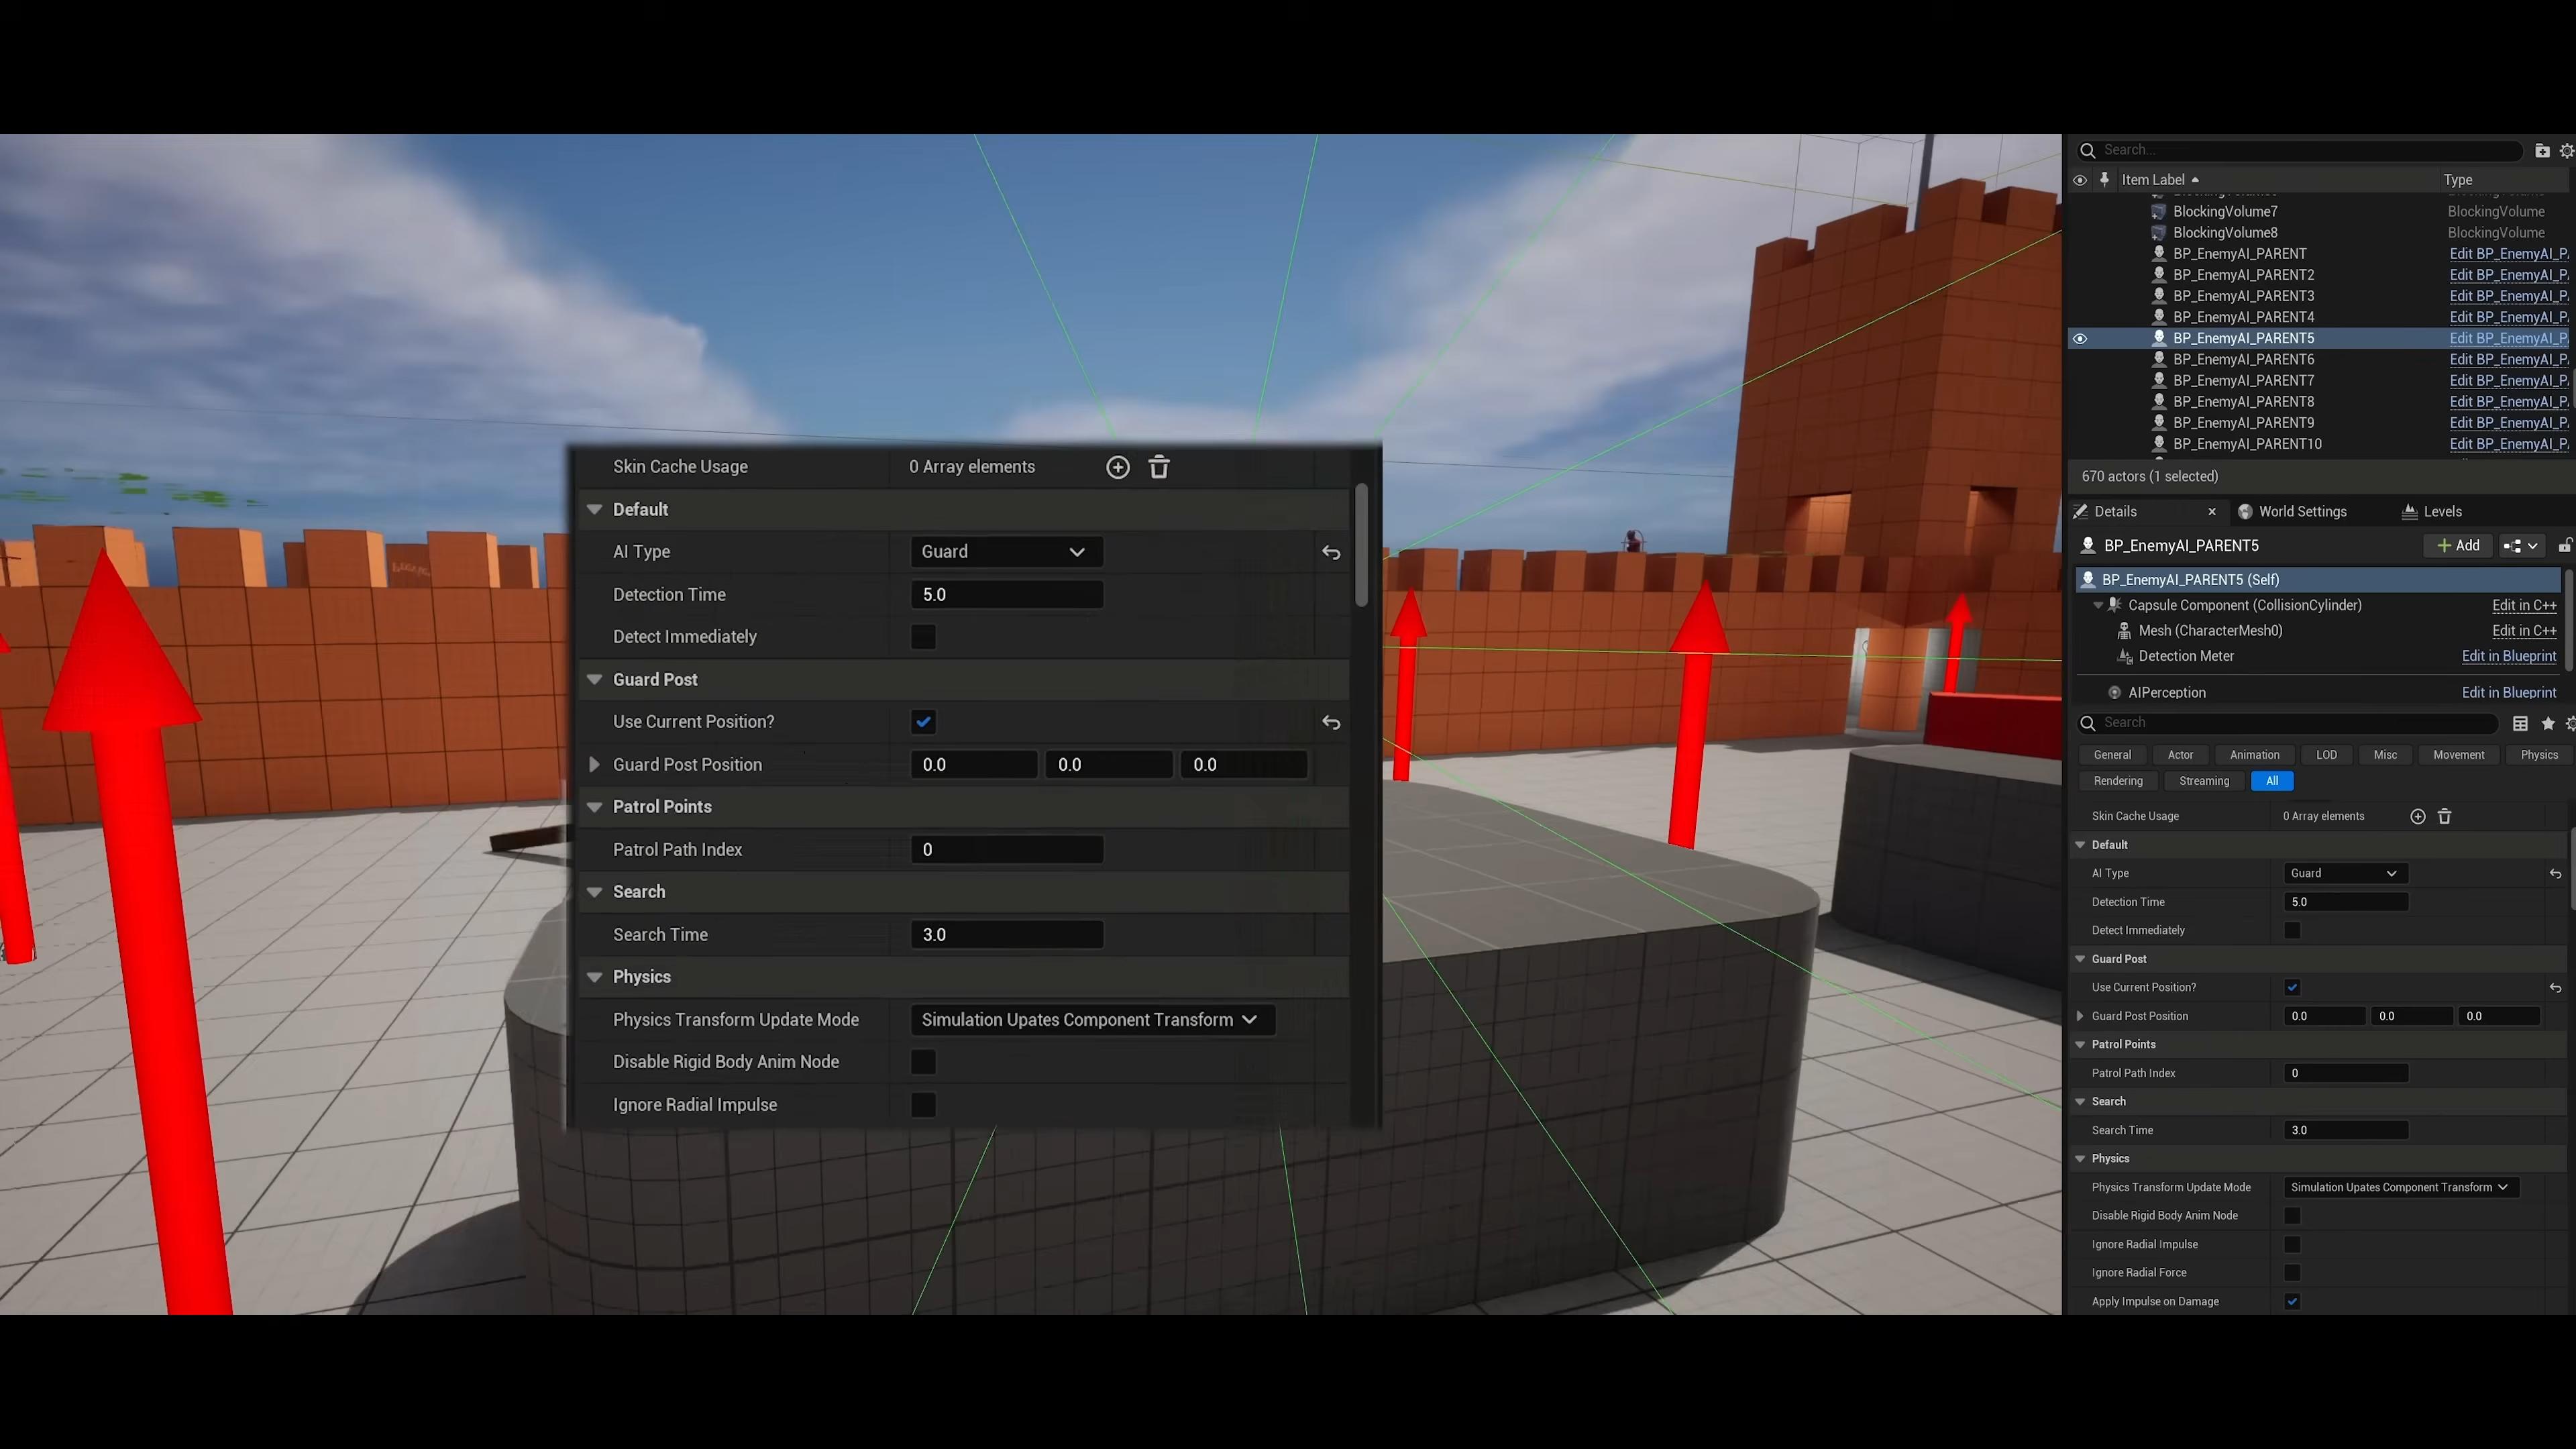 Skin Cache Usage 0 Array elements
Default
AI Type Guard
Detection Time 5.0
Detect Immediately
Guard Post
Use Current Position?
Guard Post Position 0.0 0.0 0.0
Patrol Points
Patrol Path Index 0
Search
Search Time 3.0
Physics
Physics Transform Update Mode Simulation Upates Component Transform
Disable Rigid Body Anim Node
Ignore Radial Impulse
Search...
Item Label Type
BlockingVolume7 BlockingVolume
BlockingVolume8 BlockingVolume
BP_EnemyAI_PARENT Edit BP_EnemyAI_P
BP_EnemyAI_PARENT2 Edit BP_EnemyAI_P
BP_EnemyAI_PARENT3 Edit BP_EnemyAI_P
BP_EnemyAI_PARENT4 Edit BP_EnemyAI_P
BP_EnemyAI_PARENT5 Edit BP_EnemyAI_P
BP_EnemyAI_PARENT6 Edit BP_EnemyAI_P
BP_EnemyAI_PARENT7 Edit BP_EnemyAI_P
BP_EnemyAI_PARENT8 Edit BP_EnemyAI_P
BP_EnemyAI_PARENT9 Edit BP_EnemyAI_P
BP_EnemyAI_PARENT10 Edit BP_EnemyAI_P
670 actors (1 selected)
Details World Settings Levels
BP_EnemyAI_PARENT5 Add
BP_EnemyAI_PARENT5 (Self)
Capsule Component (CollisionCylinder) Edit in C++
Mesh (CharacterMesh0) Edit in C++
Detection Meter Edit in Blueprint
AIPerception Edit in Blueprint
Search
General Actor Animation LOD Misc Movement Physics
Rendering Streaming All
Skin Cache Usage 0 Array elements
Default
AI Type Guard
Detection Time 5.0
Detect Immediately
Guard Post
Use Current Position?
Guard Post Position 0.0 0.0 0.0
Patrol Points
Patrol Path Index 0
Search
Search Time 3.0
Physics
Physics Transform Update Mode Simulation Upates Component Transform
Disable Rigid Body Anim Node
Ignore Radial Impulse
Ignore Radial Force
Apply Impulse on Damage